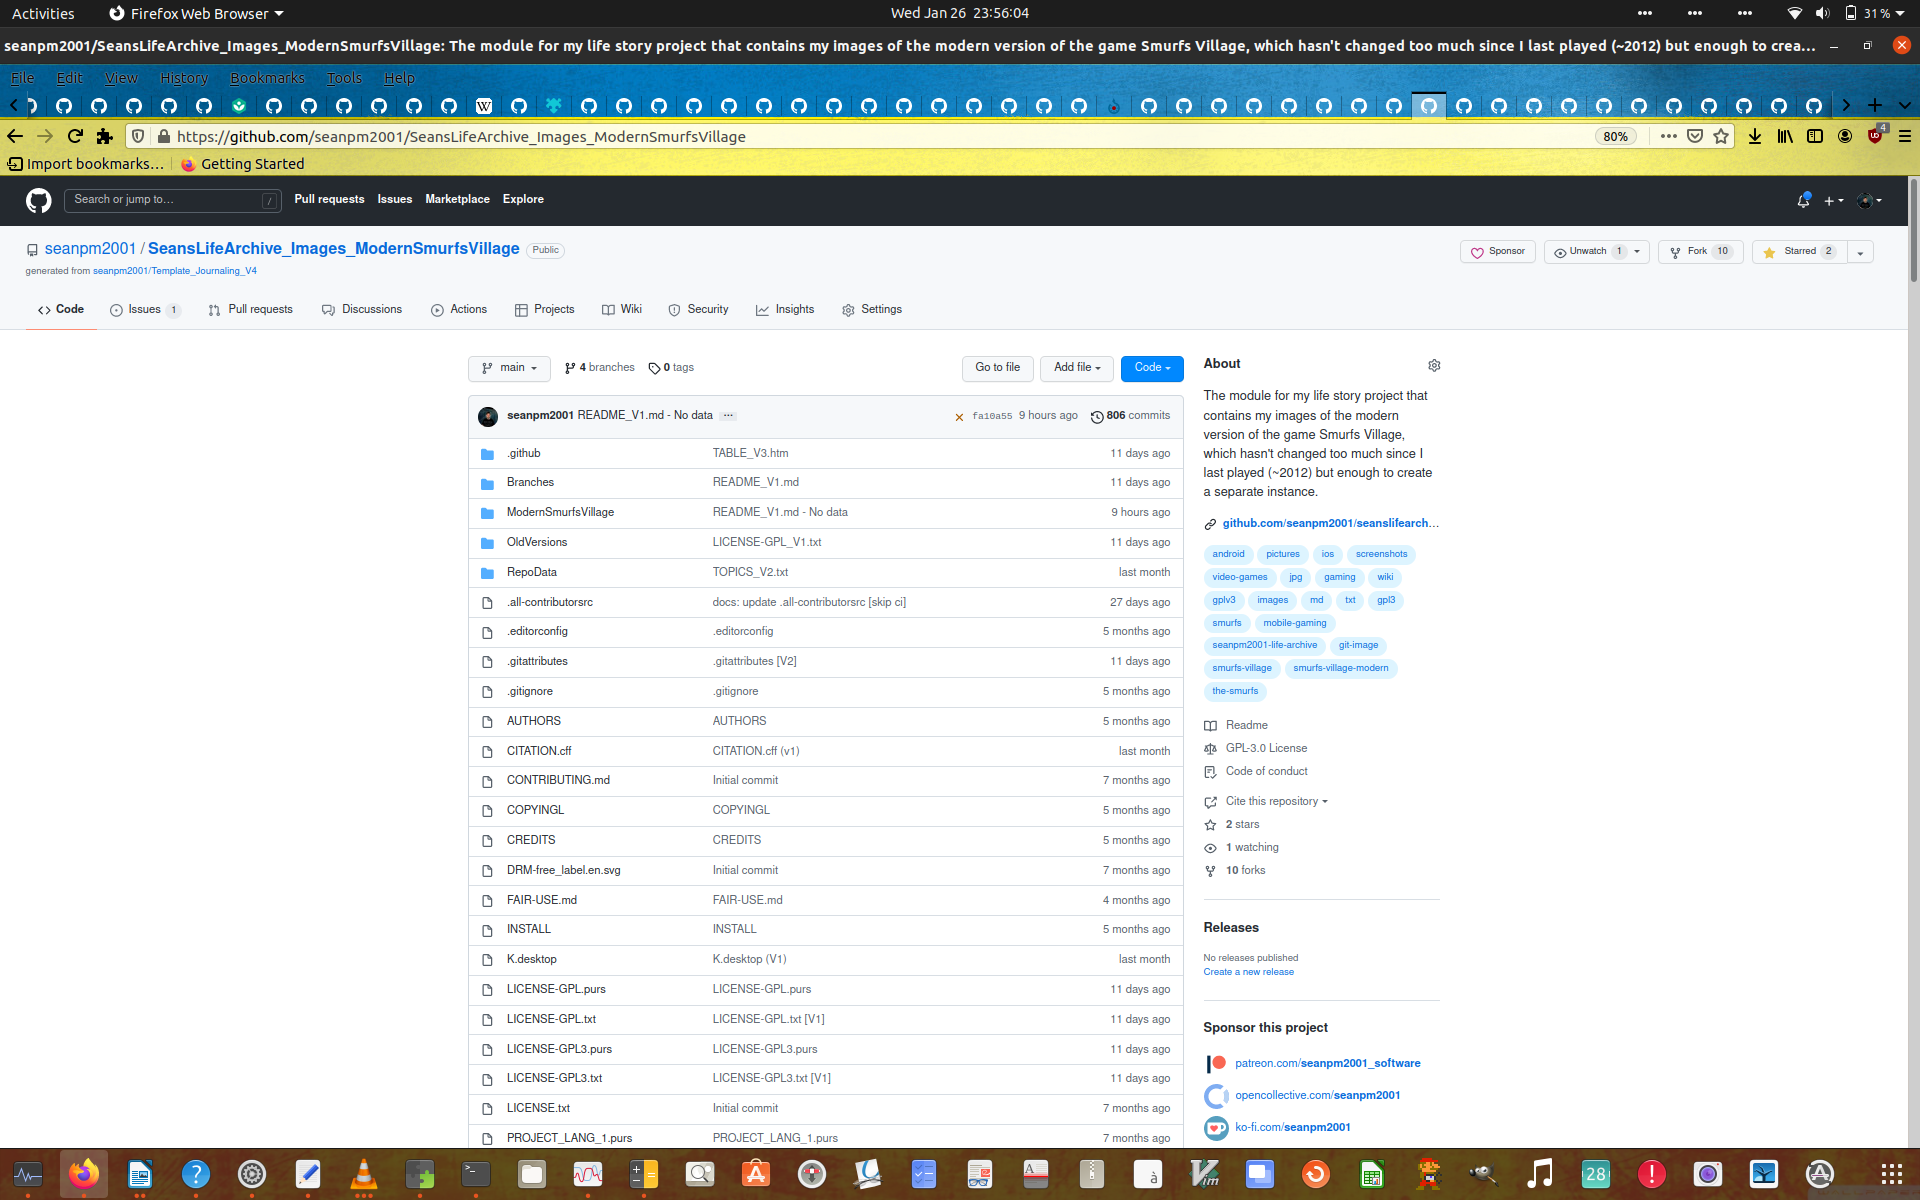 Activities
Firefox Web Browser
Wed Jan 26  23:56:04
31 %
seanpm2001/SeansLifeArchive_Images_ModernSmurfsVillage: The module for my life story project that contains my images of the modern version of the game Smurfs Village, which hasn't changed too much since I last played (~2012) but enough to crea…
File Edit View History Bookmarks Tools Help
https://github.com/seanpm2001/SeansLifeArchive_Images_ModernSmurfsVillage
80%
4
Import bookmarks… Getting Started
Search or jump to… /
Pull requests Issues Marketplace Explore
seanpm2001 / SeansLifeArchive_Images_ModernSmurfsVillage Public
generated from seanpm2001/Template_Journaling_V4
Sponsor
Unwatch 1
Fork 10
Starred 2
Code
Issues 1
Pull requests
Discussions
Actions
Projects
Wiki
Security
Insights
Settings
main
4 branches
0 tags
Go to file
Add file
Code
seanpm2001 README_V1.md - No data … fa10a55 9 hours ago 806 commits
.github TABLE_V3.htm 11 days ago
Branches README_V1.md 11 days ago
ModernSmurfsVillage README_V1.md - No data 9 hours ago
OldVersions LICENSE-GPL_V1.txt 11 days ago
RepoData TOPICS_V2.txt last month
.all-contributorsrc docs: update .all-contributorsrc [skip ci] 27 days ago
.editorconfig .editorconfig 5 months ago
.gitattributes .gitattributes [V2] 11 days ago
.gitignore .gitignore 5 months ago
AUTHORS AUTHORS 5 months ago
CITATION.cff CITATION.cff (v1) last month
CONTRIBUTING.md Initial commit 7 months ago
COPYINGL COPYINGL 5 months ago
CREDITS CREDITS 5 months ago
DRM-free_label.en.svg Initial commit 7 months ago
FAIR-USE.md FAIR-USE.md 4 months ago
INSTALL INSTALL 5 months ago
K.desktop K.desktop (V1) last month
LICENSE-GPL.purs LICENSE-GPL.purs 11 days ago
LICENSE-GPL.txt LICENSE-GPL.txt [V1] 11 days ago
LICENSE-GPL3.purs LICENSE-GPL3.purs 11 days ago
LICENSE-GPL3.txt LICENSE-GPL3.txt [V1] 11 days ago
LICENSE.txt Initial commit 7 months ago
PROJECT_LANG_1.purs PROJECT_LANG_1.purs 7 months ago
About
The module for my life story project that
contains my images of the modern
version of the game Smurfs Village,
which hasn't changed too much since I
last played (~2012) but enough to create
a separate instance.
github.com/seanpm2001/seanslifearch…
android pictures ios screenshots
video-games jpg gaming wiki
gplv3 images md txt gpl3
smurfs mobile-gaming
seanpm2001-life-archive git-image
smurfs-village smurfs-village-modern
the-smurfs
Readme
GPL-3.0 License
Code of conduct
Cite this repository
2 stars
1 watching
10 forks
Releases
No releases published
Create a new release
Sponsor this project
patreon.com/seanpm2001_software
opencollective.com/seanpm2001
ko-fi.com/seanpm2001
28